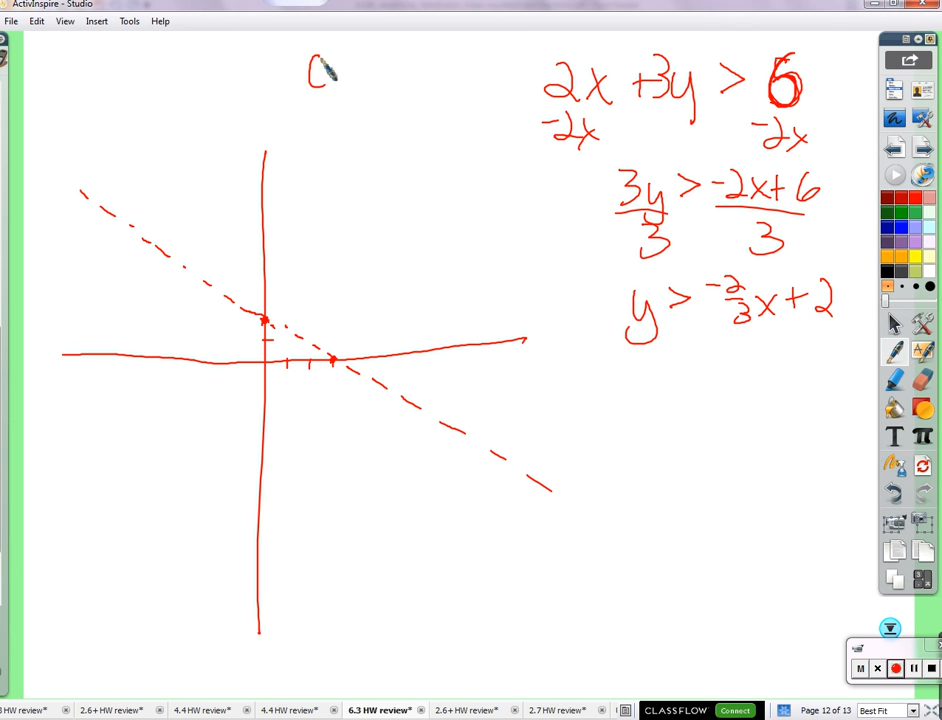 ActivInspire - Studio
File Edit View Insert Tools Help
2x + 3y > 6
-2x -2x
3y > -2x + 6
3 3
y > -2/3x + 2
HW review* 2.6+ HW review* 4.4 HW review* 4.4 HW review* 6.3 HW review* 2.6+ HW review* 2.7 HW review* CLASSFLOW Connect Page 12 of 13 Best Fit
M